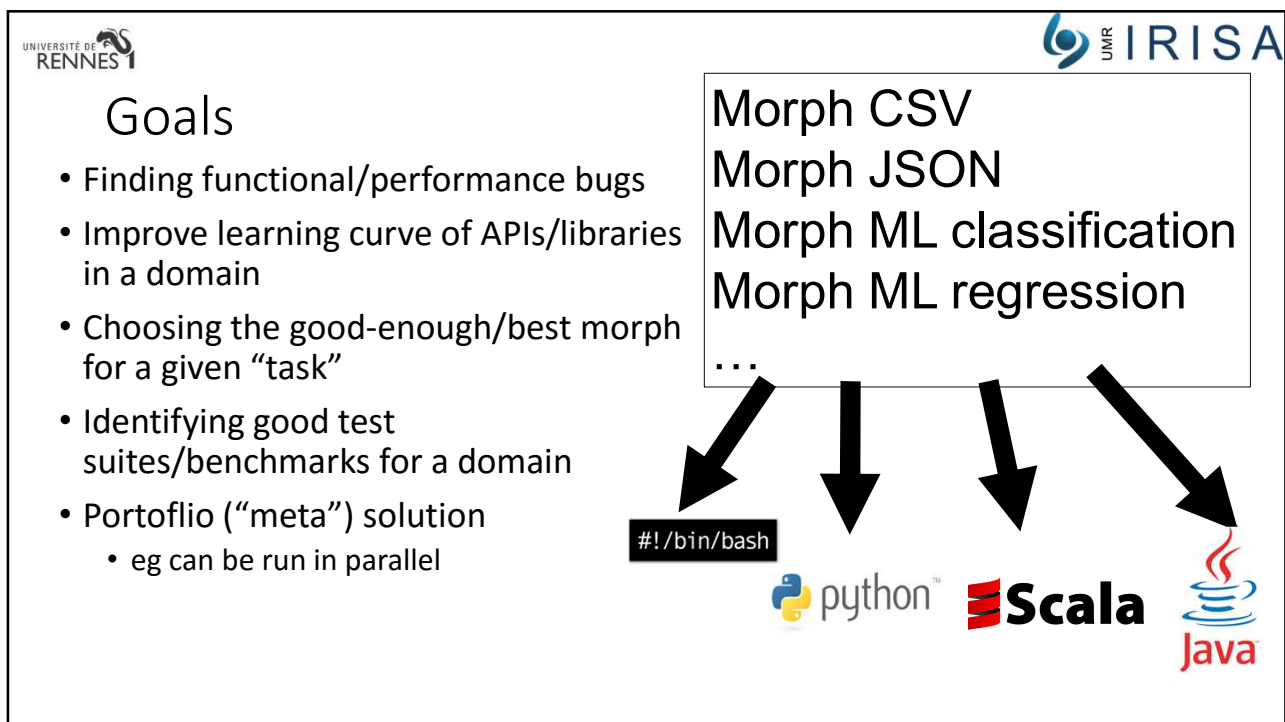 UNIVERSITÉ DE
RENNES 1
UMR IRISA
Goals
• Finding functional/performance bugs
• Improve learning curve of APIs/libraries
in a domain
• Choosing the good-enough/best morph
for a given “task”
• Identifying good test
suites/benchmarks for a domain
• Portoflio (“meta”) solution
• eg can be run in parallel
Morph CSV
Morph JSON
Morph ML classification
Morph ML regression
…
#!/bin/bash
python™
Scala
Java